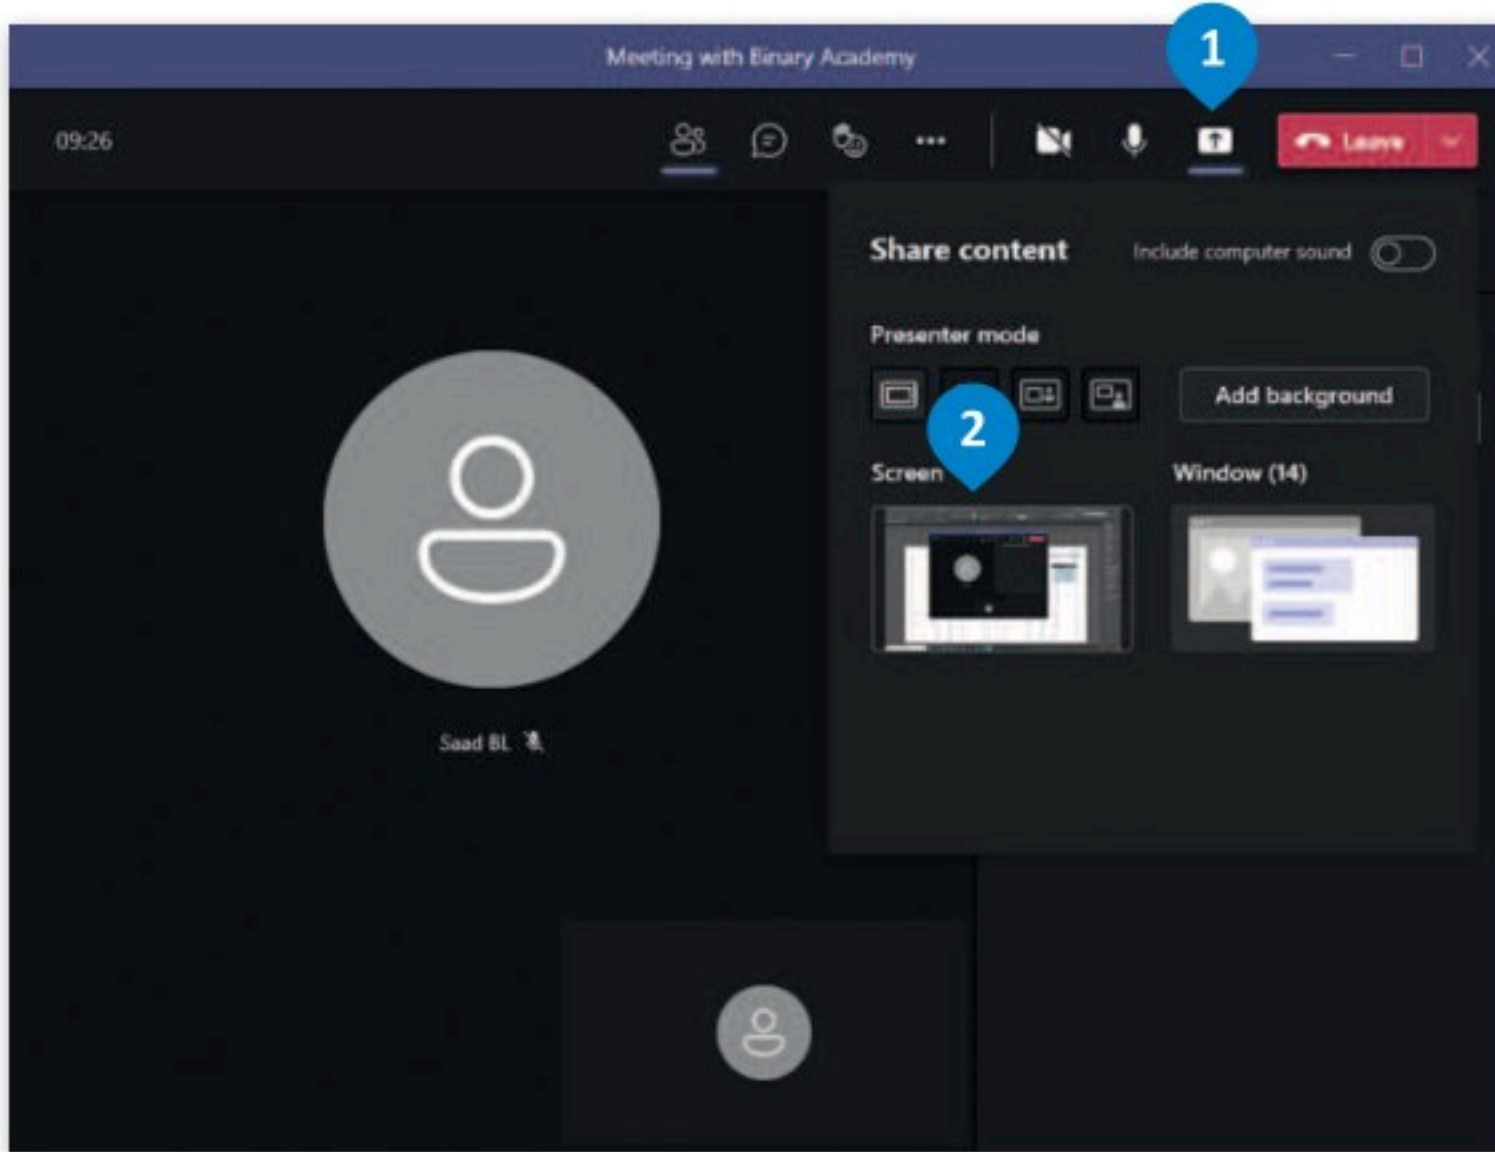 1
Meeting with Binary Academy
09:26
Leave
Share content
Include computer sound
Presenter mode
Add background
2
Screen
Window (14)
Saad BL